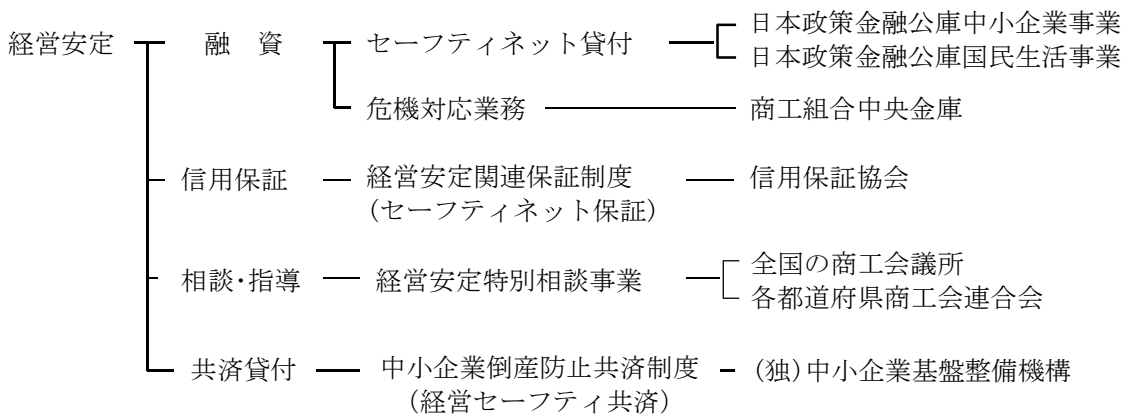 経営安定
融 資
セーフティネット貸付
日本政策金融公庫中小企業事業
日本政策金融公庫国民生活事業
危機対応業務
商工組合中央金庫
信用保証
経営安定関連保証制度
(セーフティネット保証)
信用保証協会
相談・指導
経営安定特別相談事業
全国の商工会議所
各都道府県商工会連合会
共済貸付
中小企業倒産防止共済制度
(経営セーフティ共済)
(独)中小企業基盤整備機構